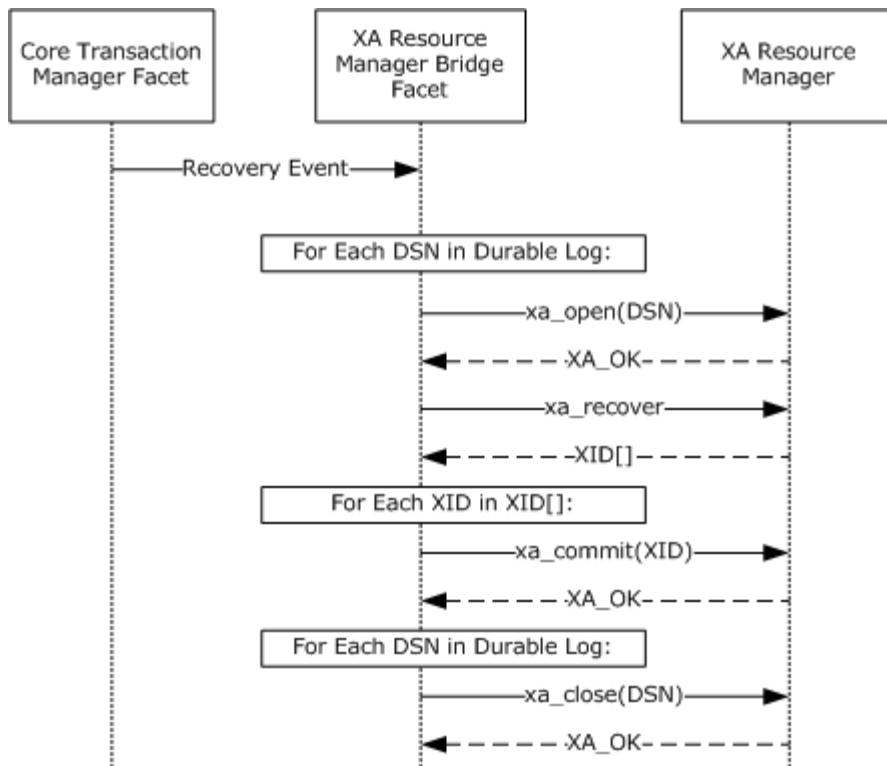 Core Transaction
Manager Facet
XA Resource
Manager Bridge
Facet
XA Resource
Manager
Recovery Event
For Each DSN in Durable Log:
xa_open(DSN)
XA_OK
xa_recover
XID[]
For Each XID in XID[]:
xa_commit(XID)
XA_OK
For Each DSN in Durable Log:
xa_close(DSN)
XA_OK